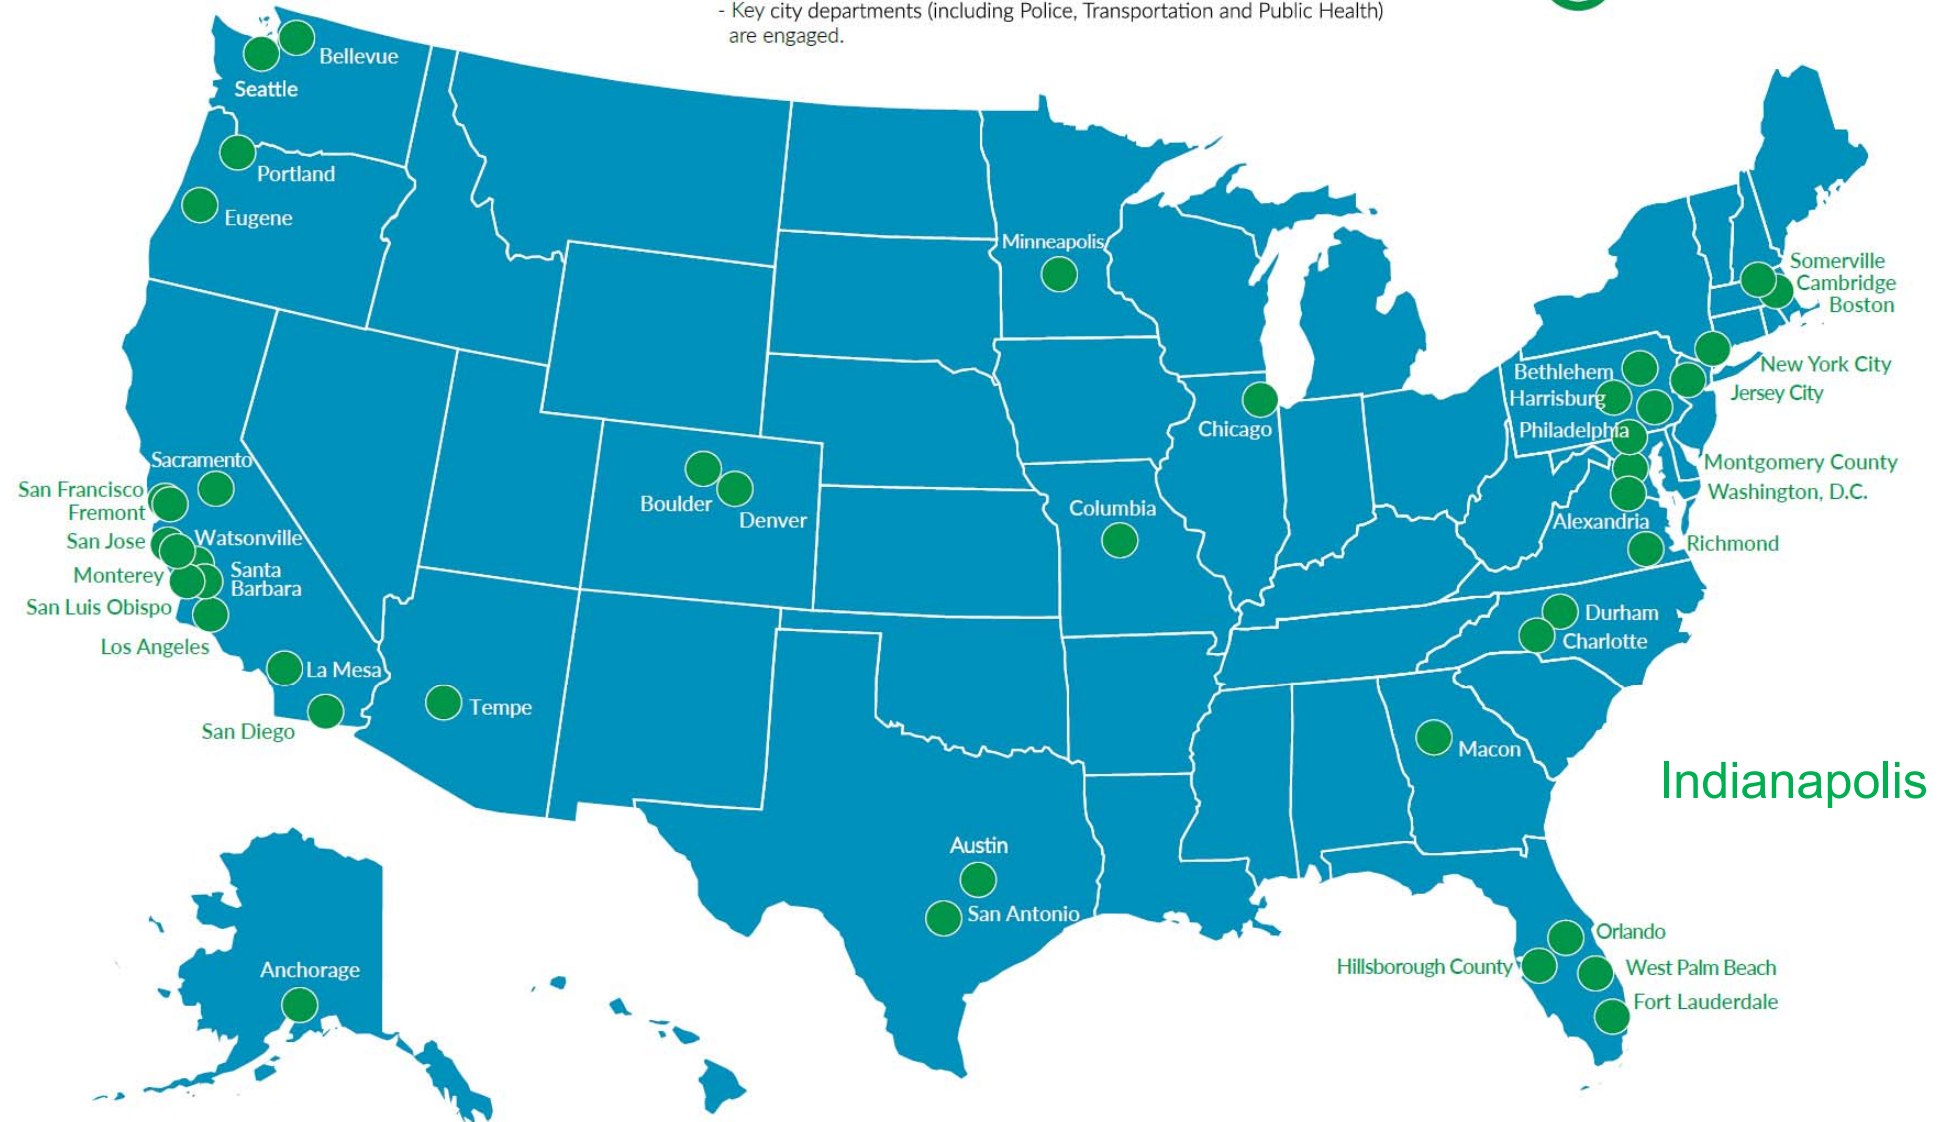 - Key city departments (including Police, Transportation and Public Health)
are engaged.
Bellevue
Seattle
Portland
Eugene
Minneapolis
Somerville
Cambridge
Boston
New York City
Bethlehem
Jersey City
Harrisburg
Chicago
Philadelphia
Sacramento
Montgomery County
San Francisco
Washington, D.C.
Boulder
Fremont
Columbia
Denver
Alexandria
San Jose
Watsonville
Richmond
Monterey
Santa
Barbara
San Luis Obispo
Durham
Los Angeles
Charlotte
La Mesa
Tempe
San Diego
Macon
Indianapolis
Austin
San Antonio
Orlando
Hillsborough County
West Palm Beach
Anchorage
Fort Lauderdale